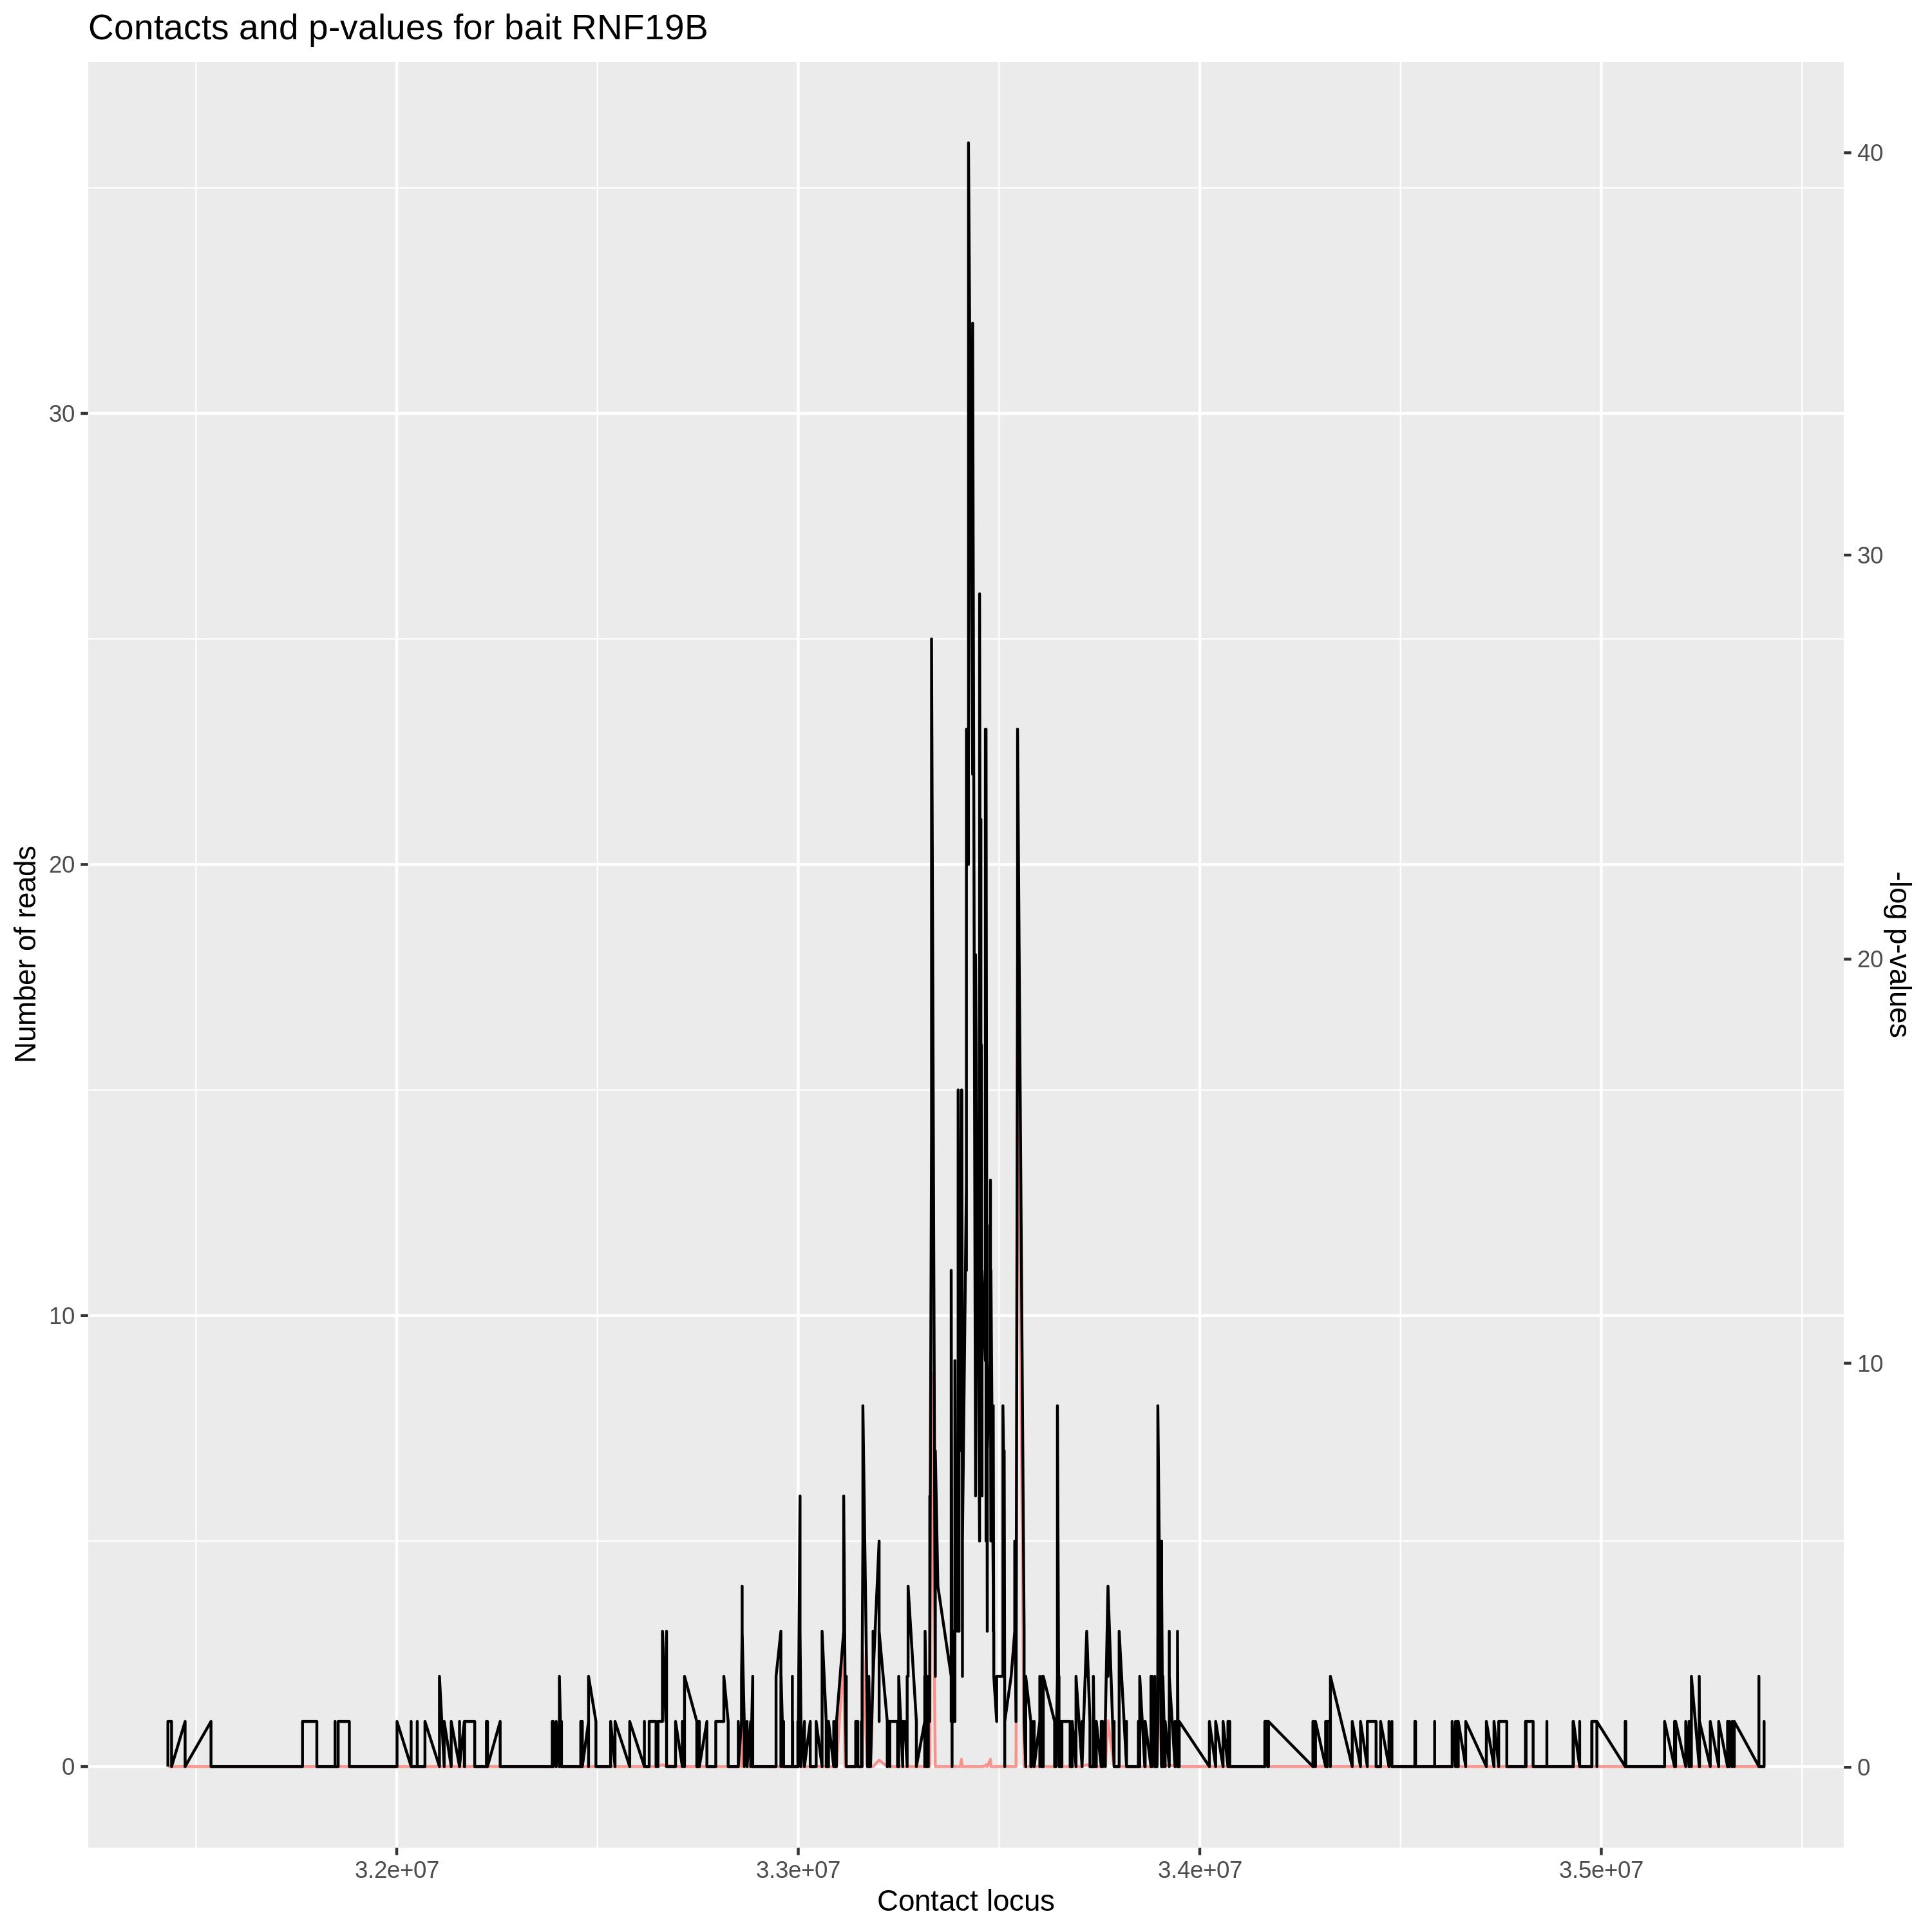 Contacts and p-values for bait RNF19B
40
30
30
20
20
10
10
0
0
Number of reads
-log p-values
3.2e+07
3.3e+07
3.4e+07
3.5e+07
Contact locus